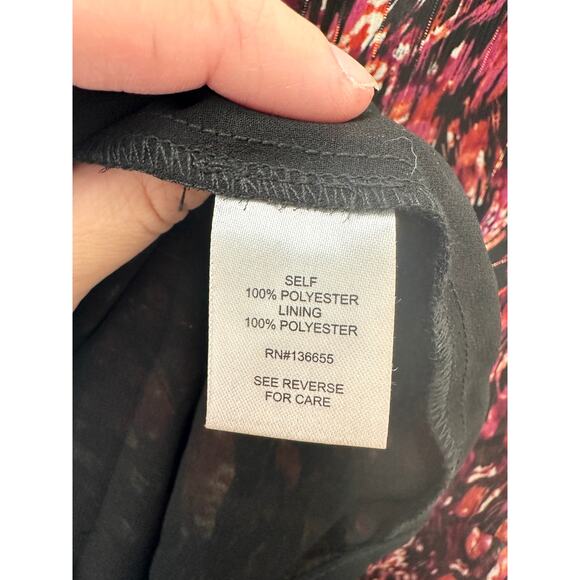 SELF
100% POLYESTER
LINING
100% POLYESTER
RN#136655
SEE REVERSE
FOR CARE